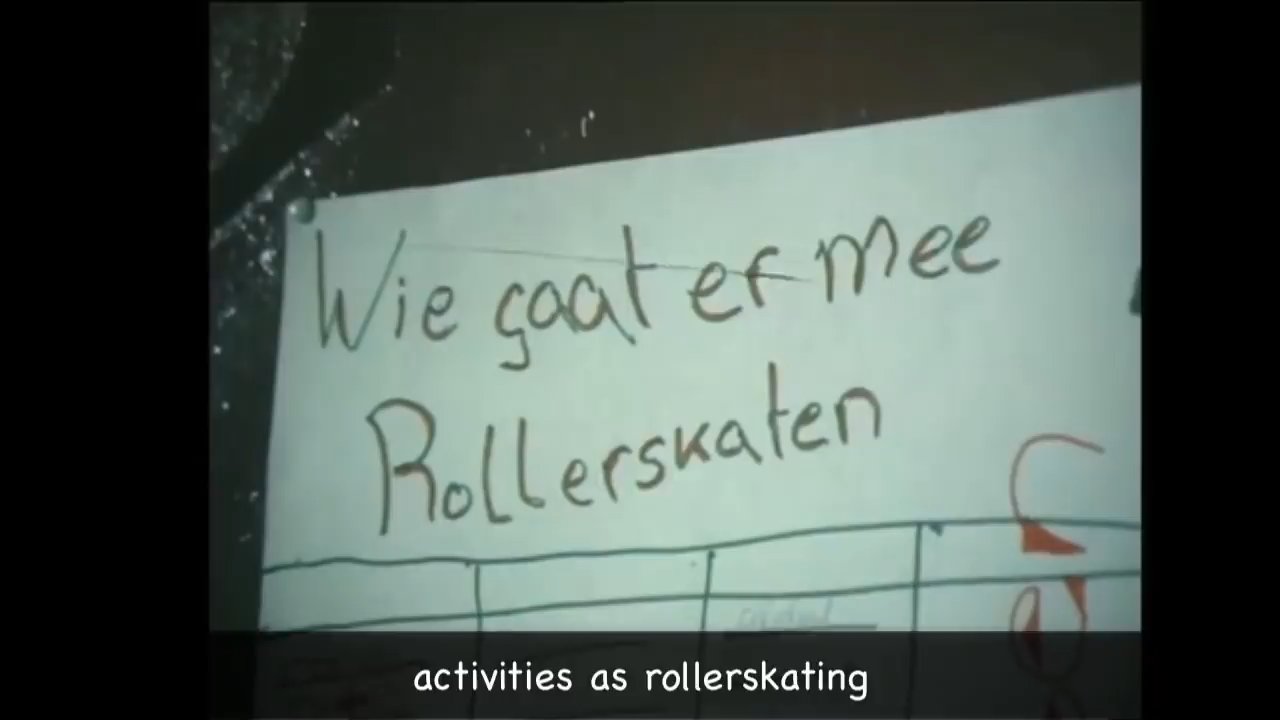 Wie gaat er mee
Rollerskaten
activities as rollerskating